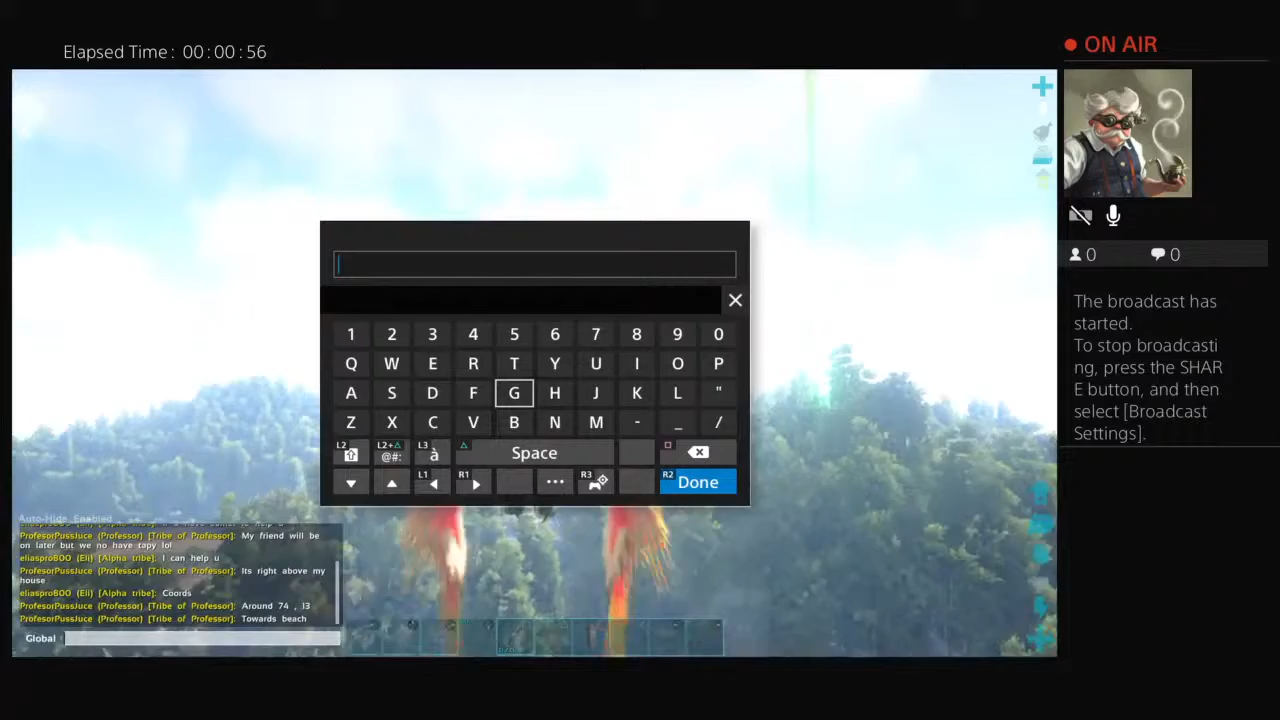 Elapsed Time: 00:00:56
ON AIR
0 0
The broadcast has
started.
To stop broadcasti
ng, press the SHAR
E button, and then
select [Broadcast
Settings].
1 2 3 4 5 6 7 8 9 0
Q W E R T Y U I O P
A S D F G H J K L "
Z X C V B N M - _ /
L2 L2+△ @#: L3 à △ Space
L1 R1 ... R3 R2 Done
Auto-Hide Enabled
ProfesorPussJuce (Professor) [Tribe of Professor]: My friend will be
on later but we no have tapy lol
eliasproBOO (Eli) [Alpha tribe]: I can help u
ProfesorPussJuce (Professor) [Tribe of Professor]: Its right above my
house
eliasproBOO (Eli) [Alpha tribe]: Coords
ProfesorPussJuce (Professor) [Tribe of Professor]: Around 74 , 13
ProfesorPussJuce (Professor) [Tribe of Professor]: Towards beach
Global